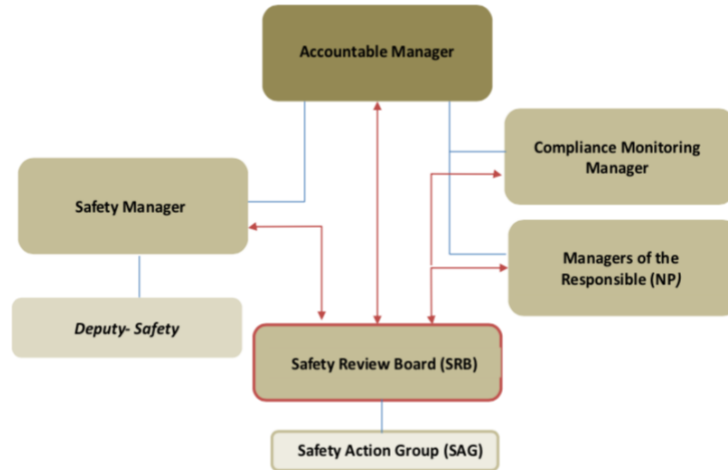 Accountable Manager
Compliance Monitoring
Manager
Safety Manager
Managers of the
Responsible (NP)
Deputy- Safety
Safety Review Board (SRB)
Safety Action Group (SAG)